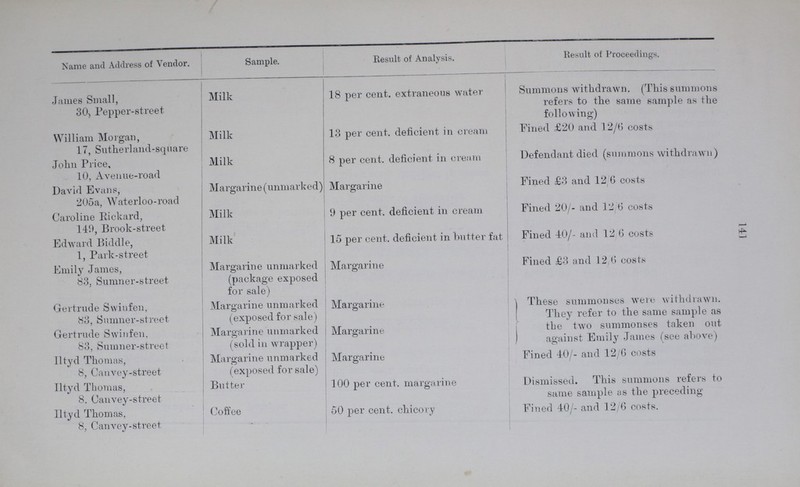 Name and Address of Vendor. Sample. Result of Analysis. Result of Proceedings.
James Small, Milk 18 per cent. extraneous water Summons withdrawn. (This summons
30, Pepper-street refers to the same sample as the
following)
William Morgan, Milk 13 per cent. deficient in cream Fined £20 and 12/6 costs
17, Sutherland-square
John Price, Milk 8 per cent. deficient in cream Defendant died (summons withdrawn)
10, Avenue-road
David Evans, Margarine (unmarked) Margarine Fined £3 and 12/6 costs
205a, Waterloo-road
Caroline Rickard, Milk 9 per cent. deficient in cream Fined 20/- and 12/6 costs
149, Brook-street
Edward Biddle, Milk 15 per cent. deficient in butter fat Fined 40/- and 12/6 costs
1, Park-street
Emily James, Margarine unmarked Margarine Fined £3 and 12/6 costs
83, Sumner-street (package exposed
for sale)
Gertrude Swinfen, Margarine unmarked Margarine These summonses were withdrawn.
83, Sumner-street (exposed for sale) They refer to the same sample as
Gertrude Swinfen, Margarine unmarked Margarine the two summonses taken out
83, Sumner-street (sold in wrapper) against Emily James (see above)
Iltyd Thomas, Margarine unmarked Margarine Fined 40/- and 12/6 costs
8, Canvey-street (exposed for sale)
Iltyd Thomas, Butter 100 per cent. margarine Dismissed. This summons refers to
8, Canvey-street same sample as the preceding
Iltyd Thomas, Coffee 50 per cent. chicory Fined 40/- and 12/6 costs.
8, Canvey-street
141